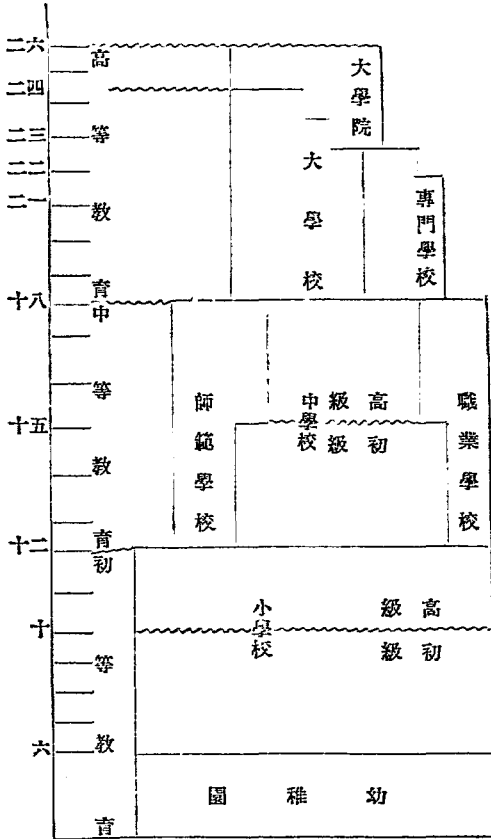 二六
二四
二三
二二
二一
十八
十五
十二
十
六
高等教育
中等教育
初等教育
大學院
大學校
專門學校
師範學校
高級
中學校
初級
職業學校
高級
小學校
初級
幼稚園